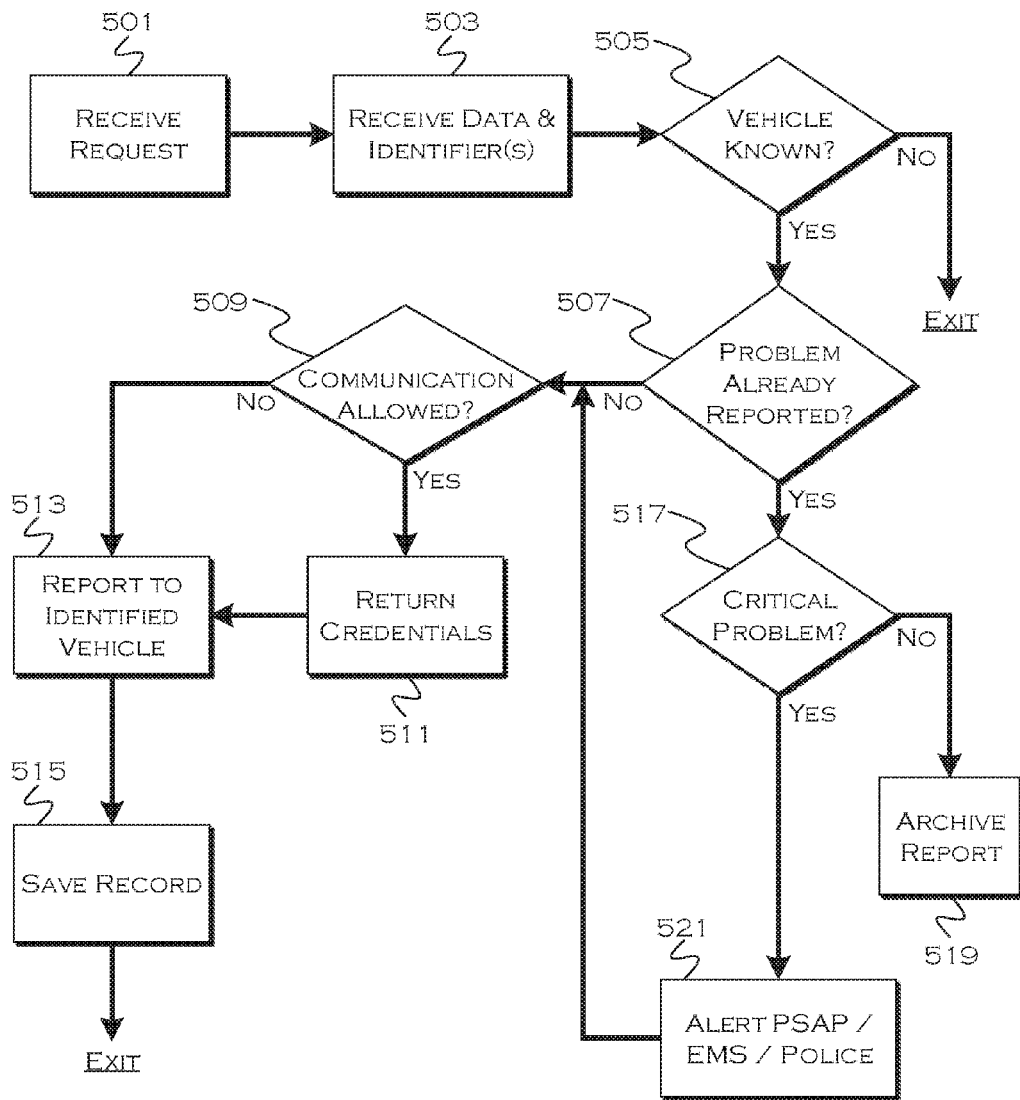 501
RECEIVE
REQUEST
503
RECEIVE DATA &
IDENTIFIER(S)
505
VEHICLE
KNOWN?
NO
EXIT
YES
507
PROBLEM
ALREADY
REPORTED?
NO
YES
509
COMMUNICATION
ALLOWED?
NO
YES
511
RETURN
CREDENTIALS
513
REPORT TO
IDENTIFIED
VEHICLE
515
SAVE RECORD
EXIT
517
CRITICAL
PROBLEM?
NO
YES
ARCHIVE
REPORT
519
521
ALERT PSAP /
EMS / POLICE